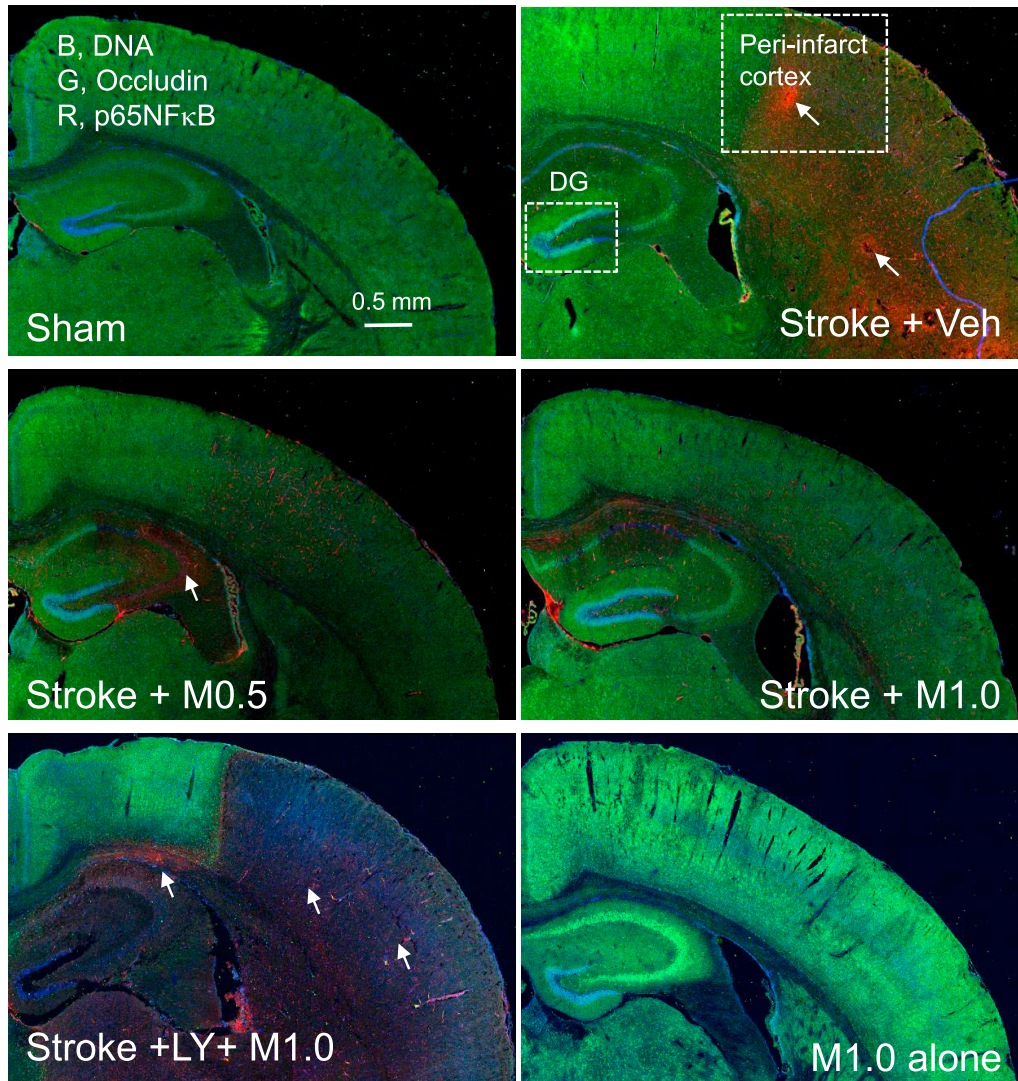 B, DNA
G, Occludin
R, p65NFκB
0.5 mm
Sham
Peri-infarct
cortex
DG
Stroke + Veh
Stroke + M0.5
Stroke + M1.0
Stroke +LY+ M1.0
M1.0 alone